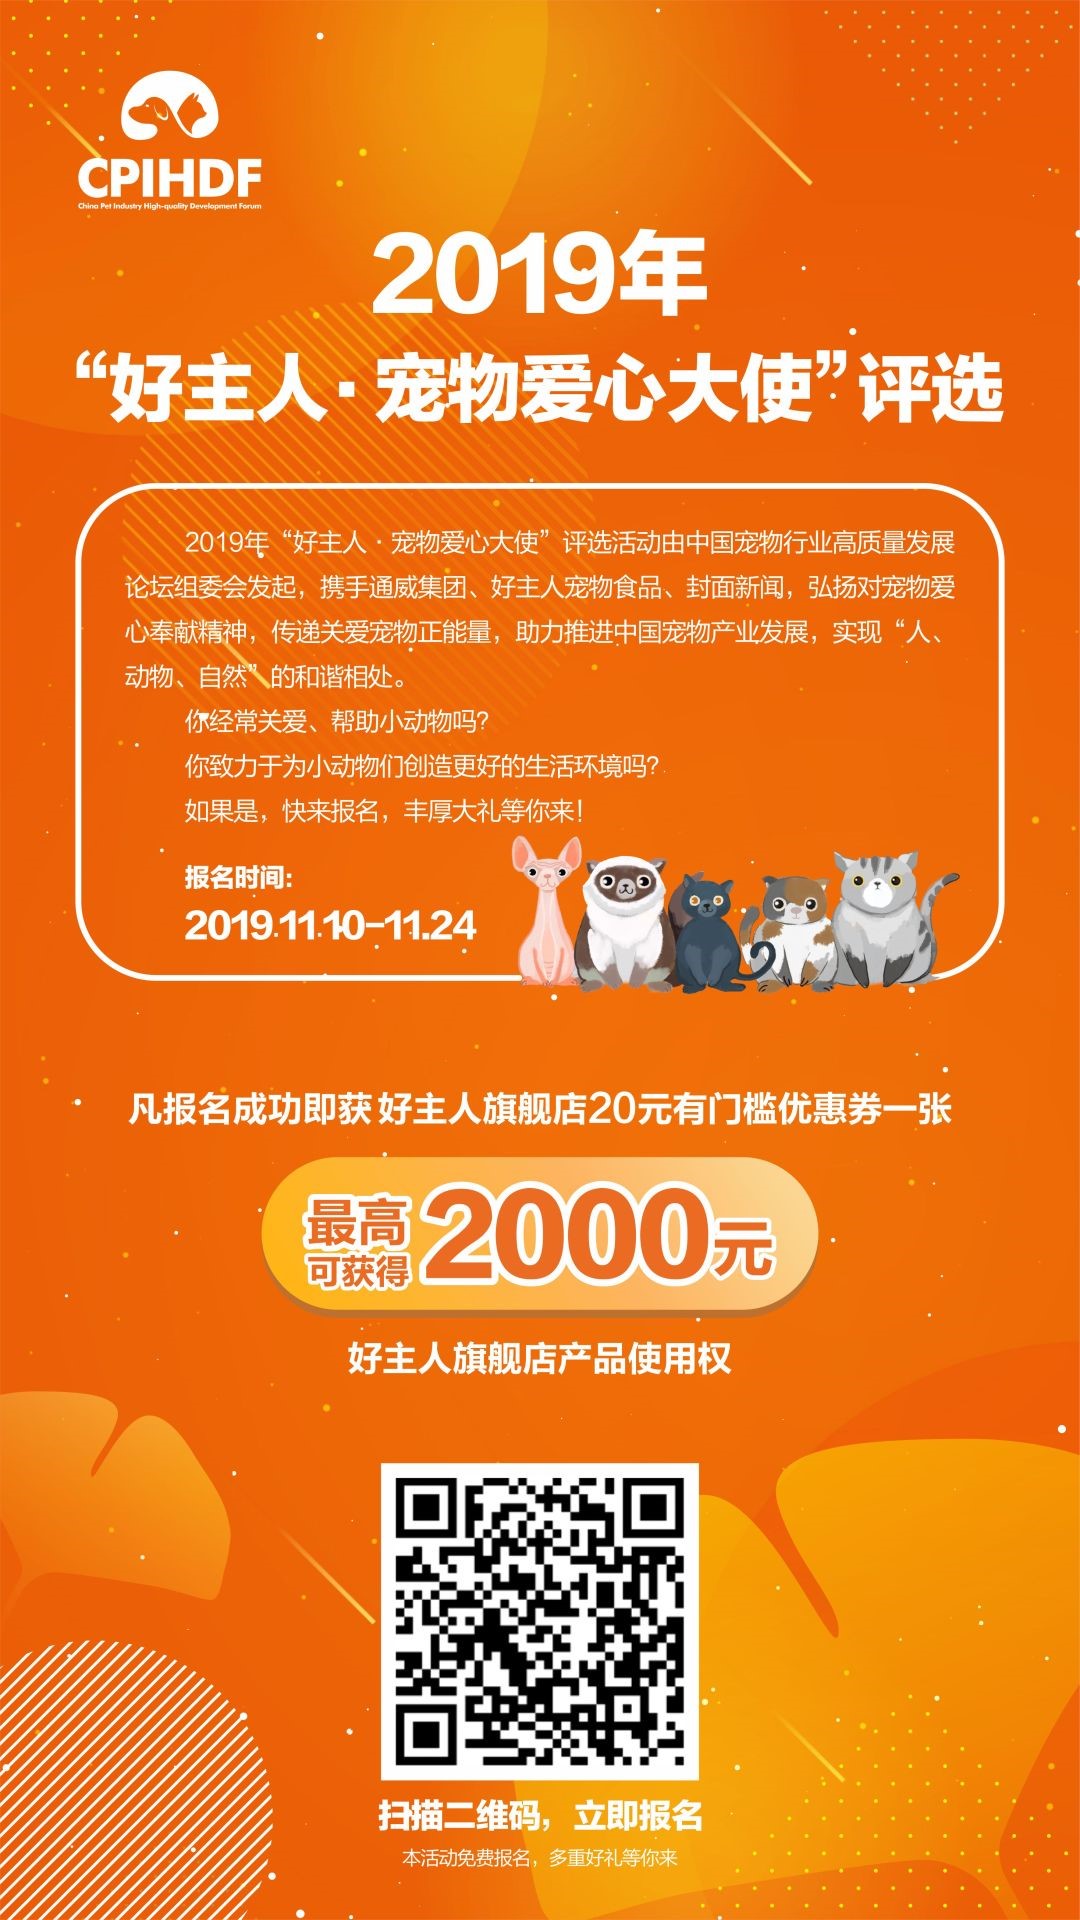 CPIHDF
China Pet Industry High-quality Development Forum
2019年
“好主人·宠物爱心大使”评选
2019年“好主人·宠物爱心大使”评选活动由中国宠物行业高质量发展
论坛组委会发起，携手通威集团、好主人宠物食品、封面新闻，弘扬对宠物爱
心奉献精神，传递关爱宠物正能量，助力推进中国宠物产业发展，实现“人、
动物、自然”的和谐相处。
你经常关爱、帮助小动物吗？
你致力于为小动物们创造更好的生活环境吗？
如果是，快来报名，丰厚大礼等你来！
报名时间：
2019.11.10-11.24
凡报名成功即获 好主人旗舰店20元有门槛优惠券一张
最高
可获得
2000元
好主人旗舰店产品使用权
扫描二维码，立即报名
本活动免费报名，多重好礼等你来